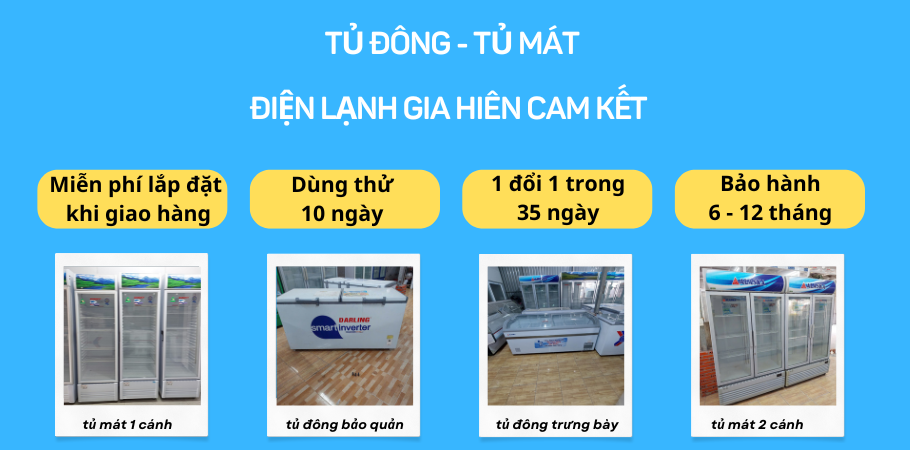 TỦ ĐÔNG - TỦ MÁT
ĐIỆN LẠNH GIA HIÊN CAM KẾT
Miễn phí lắp đặt
khi giao hàng
Dùng thử
10 ngày
1 đổi 1 trong
35 ngày
Bảo hành
6 - 12 tháng
DARLING
smart inverter
tủ mát 1 cánh
tủ đông bảo quản
tủ đông trưng bày
tủ mát 2 cánh